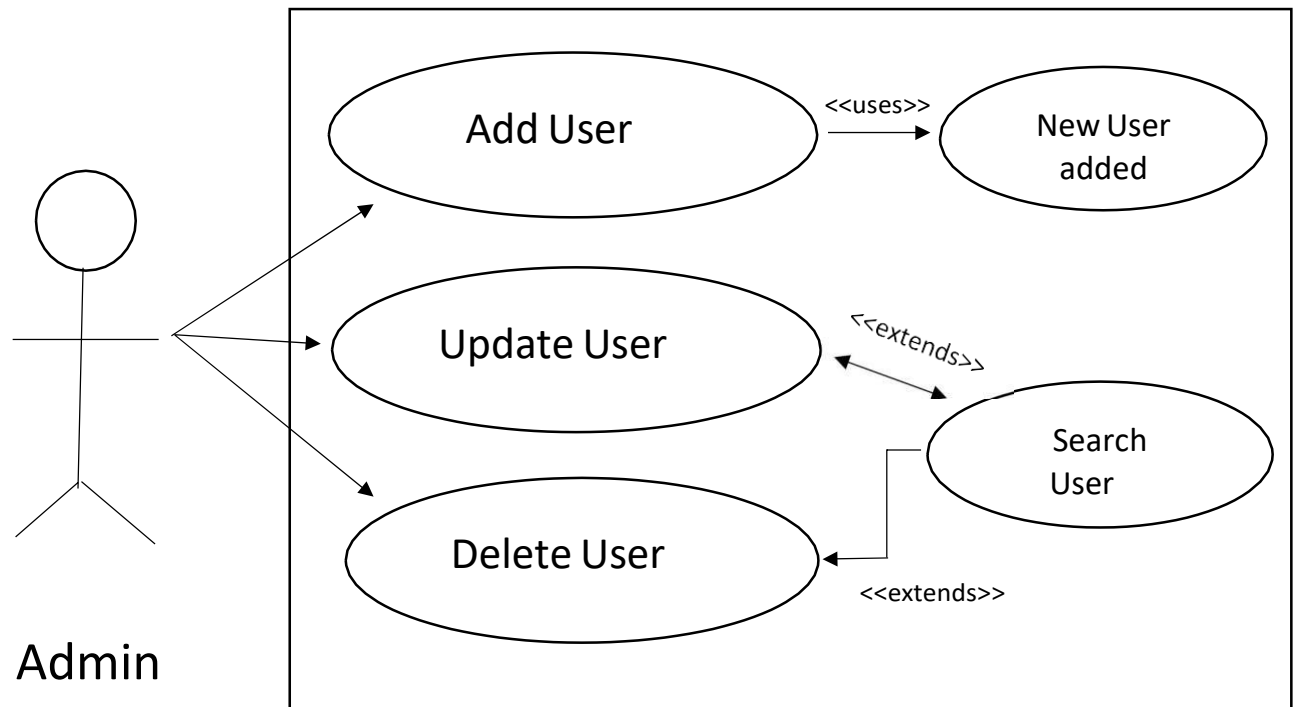 Add User
<<uses>>
New User
added
Update User
<<extends>>
Search
User
Delete User
<<extends>>
Admin